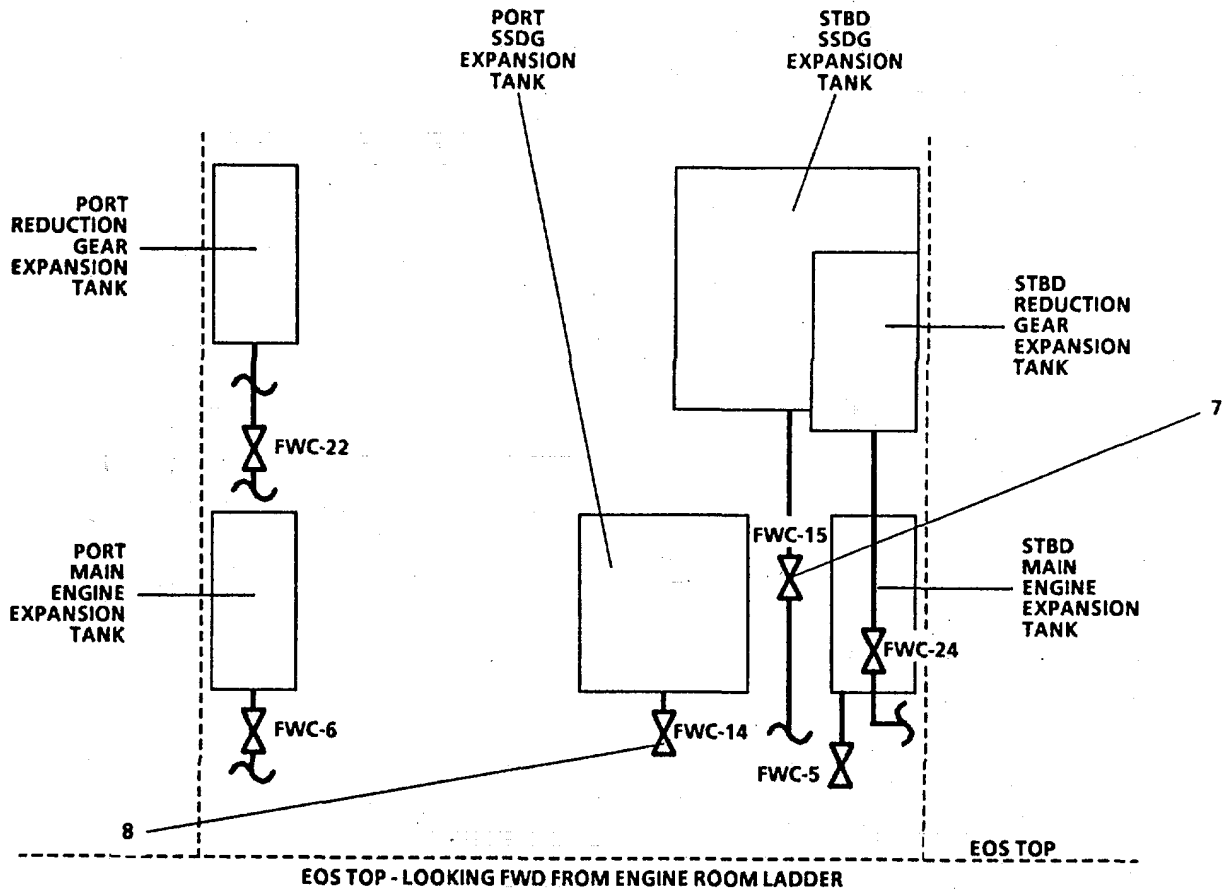 PORT
SSDG
EXPANSION
TANK
STBD
SSDG
EXPANSION
TANK
PORT
REDUCTION
GEAR
EXPANSION
TANK
STBD
REDUCTION
GEAR
EXPANSION
TANK
7
FWC-22
FWC-15
PORT
MAIN
ENGINE
EXPANSION
TANK
STBD
MAIN
ENGINE
EXPANSION
TANK
FWC-24
FWC-6
FWC-14
FWC-5
8
EOS TOP
EOS TOP - LOOKING FWD FROM ENGINE ROOM LADDER